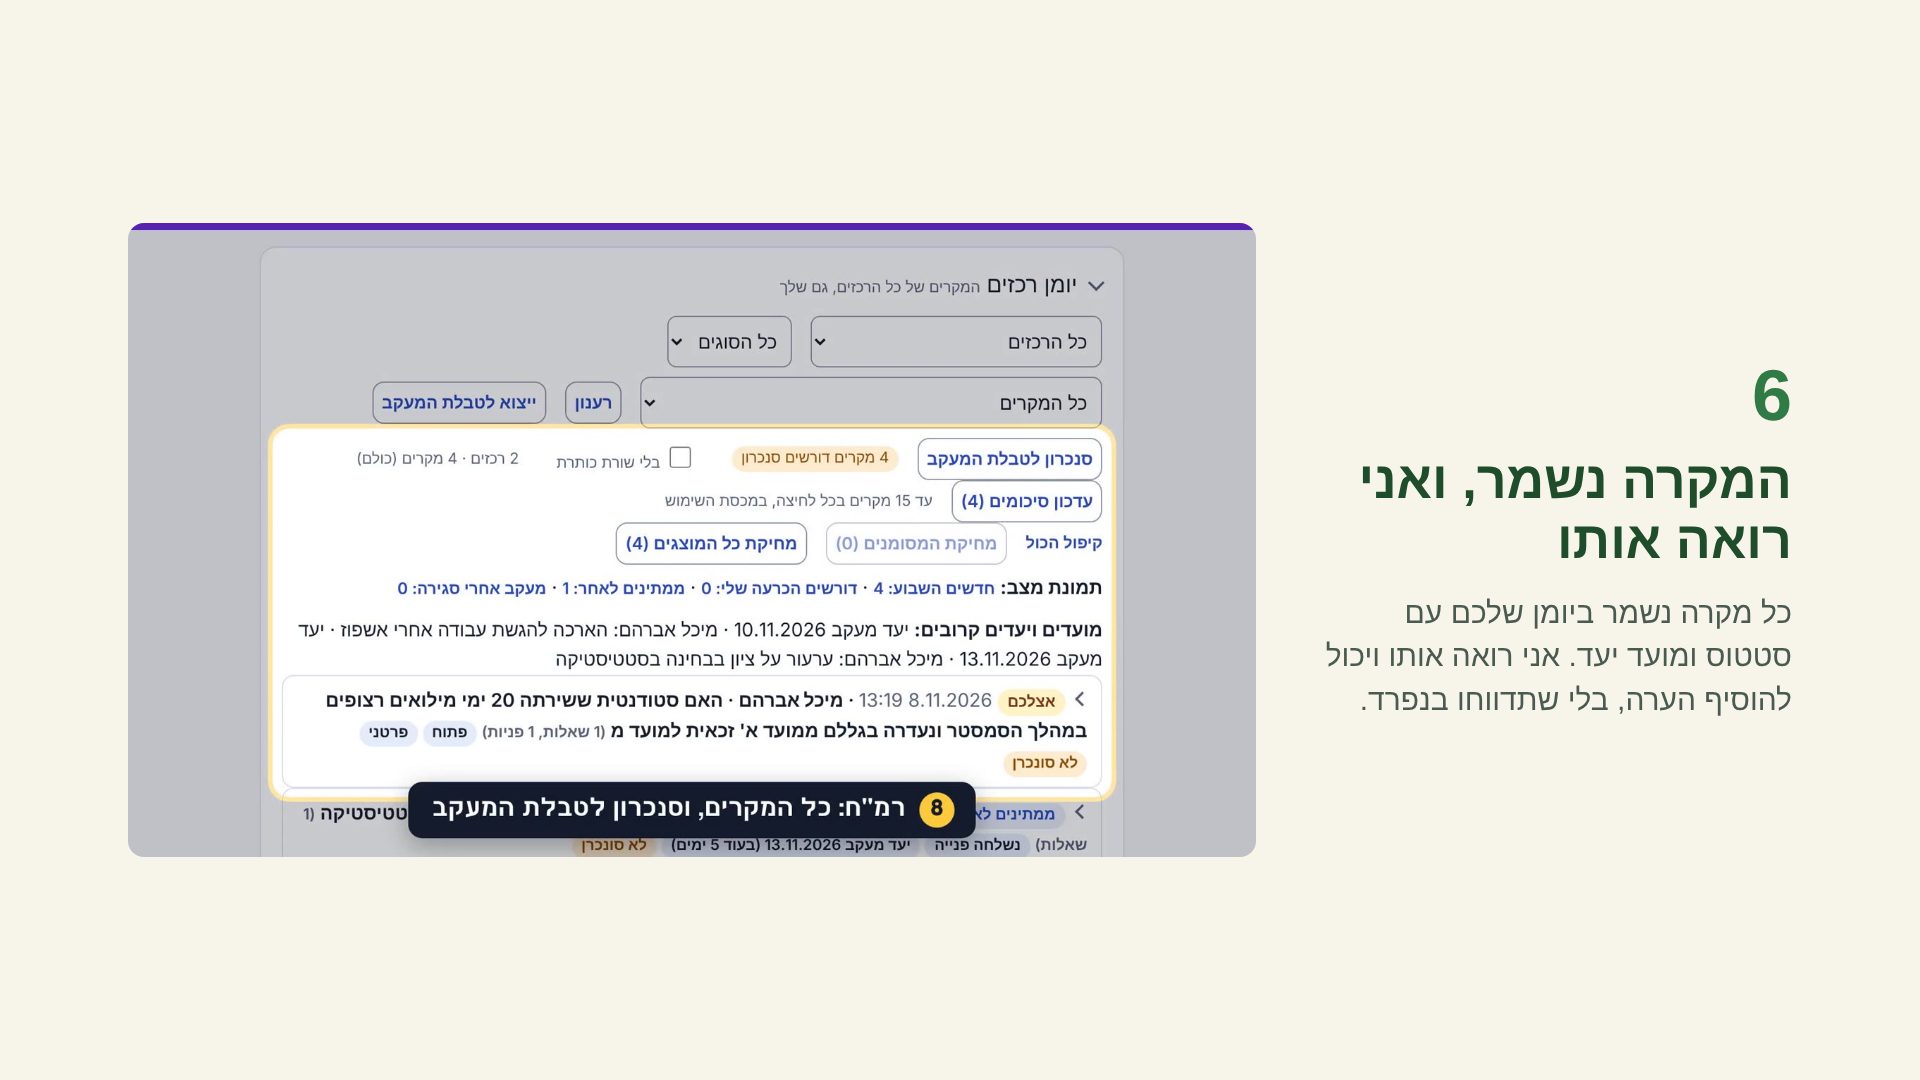 6
המקרה נשמר, ואני
רואה אותו
כל מקרה נשמר ביומן שלכם עם
סטטוס ומועד יעד. אני רואה אותו ויכול
להוסיף הערה, בלי שתדווחו בנפרד.
יומן רכזים המקרים של כל הרכזים, גם שלך
כל הרכזים כל הסוגים
כל המקרים רענון ייצוא לטבלת המעקב
סנכרון לטבלת המעקב 4 מקרים דורשים סנכרון בלי שורת כותרת 2 רכזים · 4 מקרים (כולם)
עדכון סיכומים (4) עד 15 מקרים בכל לחיצה, במכסת השימוש
קיפול הכול מחיקת המסומנים (0) מחיקת כל המוצגים (4)
תמונת מצב: חדשים השבוע: 4 · דורשים הכרעה שלי: 0 · ממתינים לאחר: 1 · מעקב אחרי סגירה: 0
מועדים ויעדים קרובים: יעד מעקב 10.11.2026 · מיכל אברהם: הארכה להגשת עבודה אחרי אשפוז · יעד
מעקב 13.11.2026 · מיכל אברהם: ערעור על ציון בבחינה בסטטיסטיקה
אצלכם 8.11.2026 13:19 · מיכל אברהם · האם סטודנטית ששירתה 20 ימי מילואים רצופים
במהלך הסמסטר ונעדרה בגללם ממועד א' זכאית למועד מ (1 שאלות, 1 פניות) פתוח פרטני
לא סונכרן
8 רמ"ח: כל המקרים, וסנכרון לטבלת המעקב
ממתינים (1
שאלות) נשלחה פנייה יעד מעקב 13.11.2026 (בעוד 5 ימים) לא סונכרן